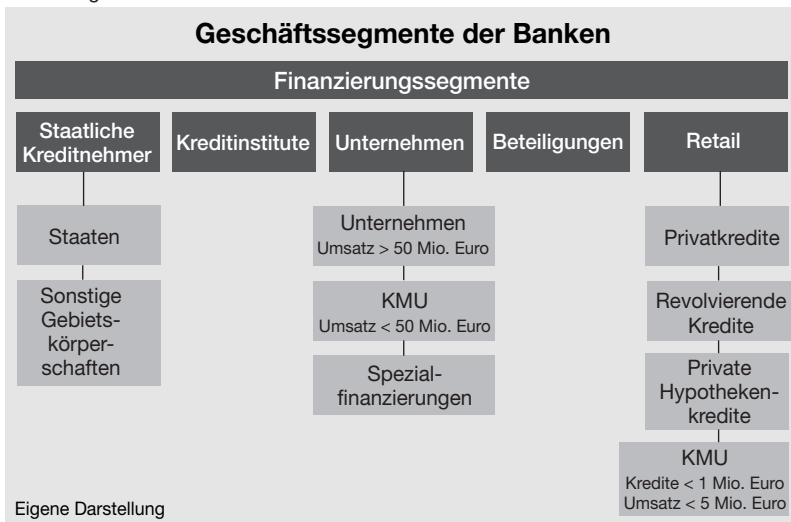 Geschäftssegmente der Banken
Finanzierungssegmente
Staatliche
Kreditnehmer
Kreditinstitute
Unternehmen
Beteiligungen
Retail
Staaten
Sonstige
Gebiets-
körper-
schaften
Unternehmen
Umsatz > 50 Mio. Euro
KMU
Umsatz < 50 Mio. Euro
Spezial-
finanzierungen
Privatkredite
Revolvierende
Kredite
Private
Hypotheken-
kredite
KMU
Kredite < 1 Mio. Euro
Umsatz < 5 Mio. Euro
Eigene Darstellung